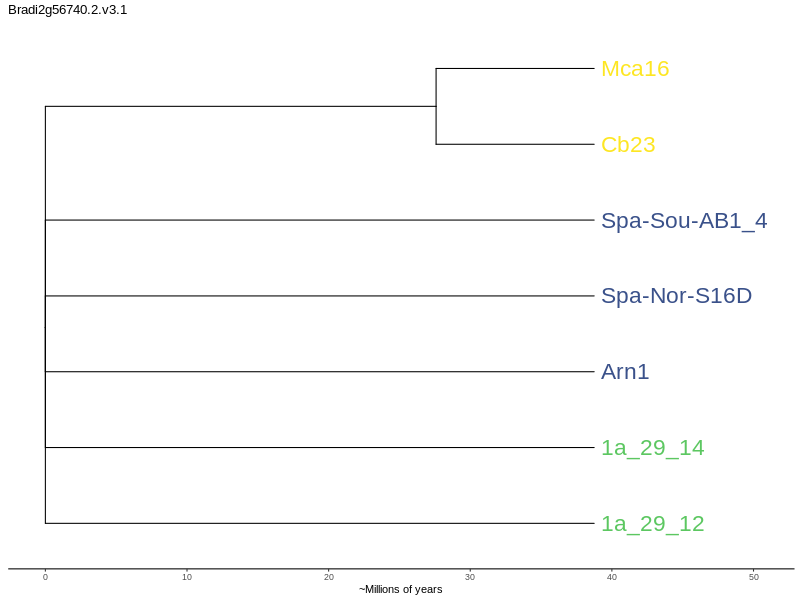 Bradi2g56740.2.v3.1
Mca16
Cb23
Spa-Sou-AB1_4
Spa-Nor-S16D
Arn1
1a_29_14
1a_29_12
0 10 20 30 40 50
~Millions of years